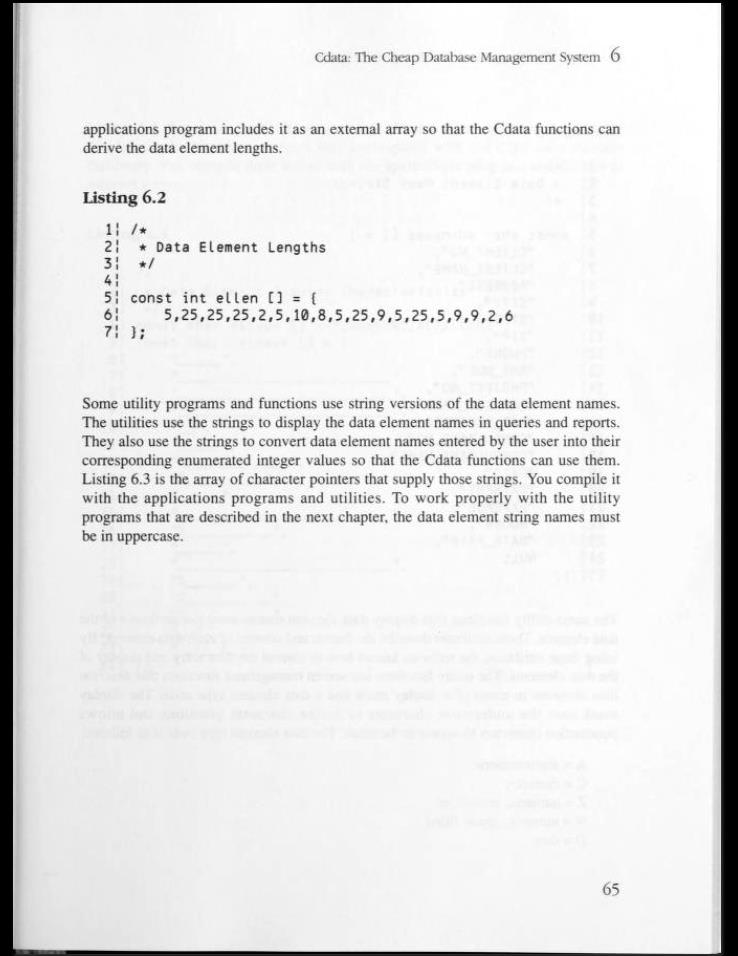 Cdata: The Cheap Database Management System 6
applications program includes it as an external array so that the Cdata functions can
derive the data element lengths.
Listing 6.2
1¦ /*
2¦  * Data Element Lengths
3¦  */
4¦
5¦ const int ellen [] = {
6¦     5,25,25,25,2,5,10,8,5,25,9,5,25,5,9,9,2,6
7¦ };
Some utility programs and functions use string versions of the data element names.
The utilities use the strings to display the data element names in queries and reports.
They also use the strings to convert data element names entered by the user into their
corresponding enumerated integer values so that the Cdata functions can use them.
Listing 6.3 is the array of character pointers that supply those strings. You compile it
with the applications programs and utilities. To work properly with the utility
programs that are described in the next chapter, the data element string names must
be in uppercase.
65